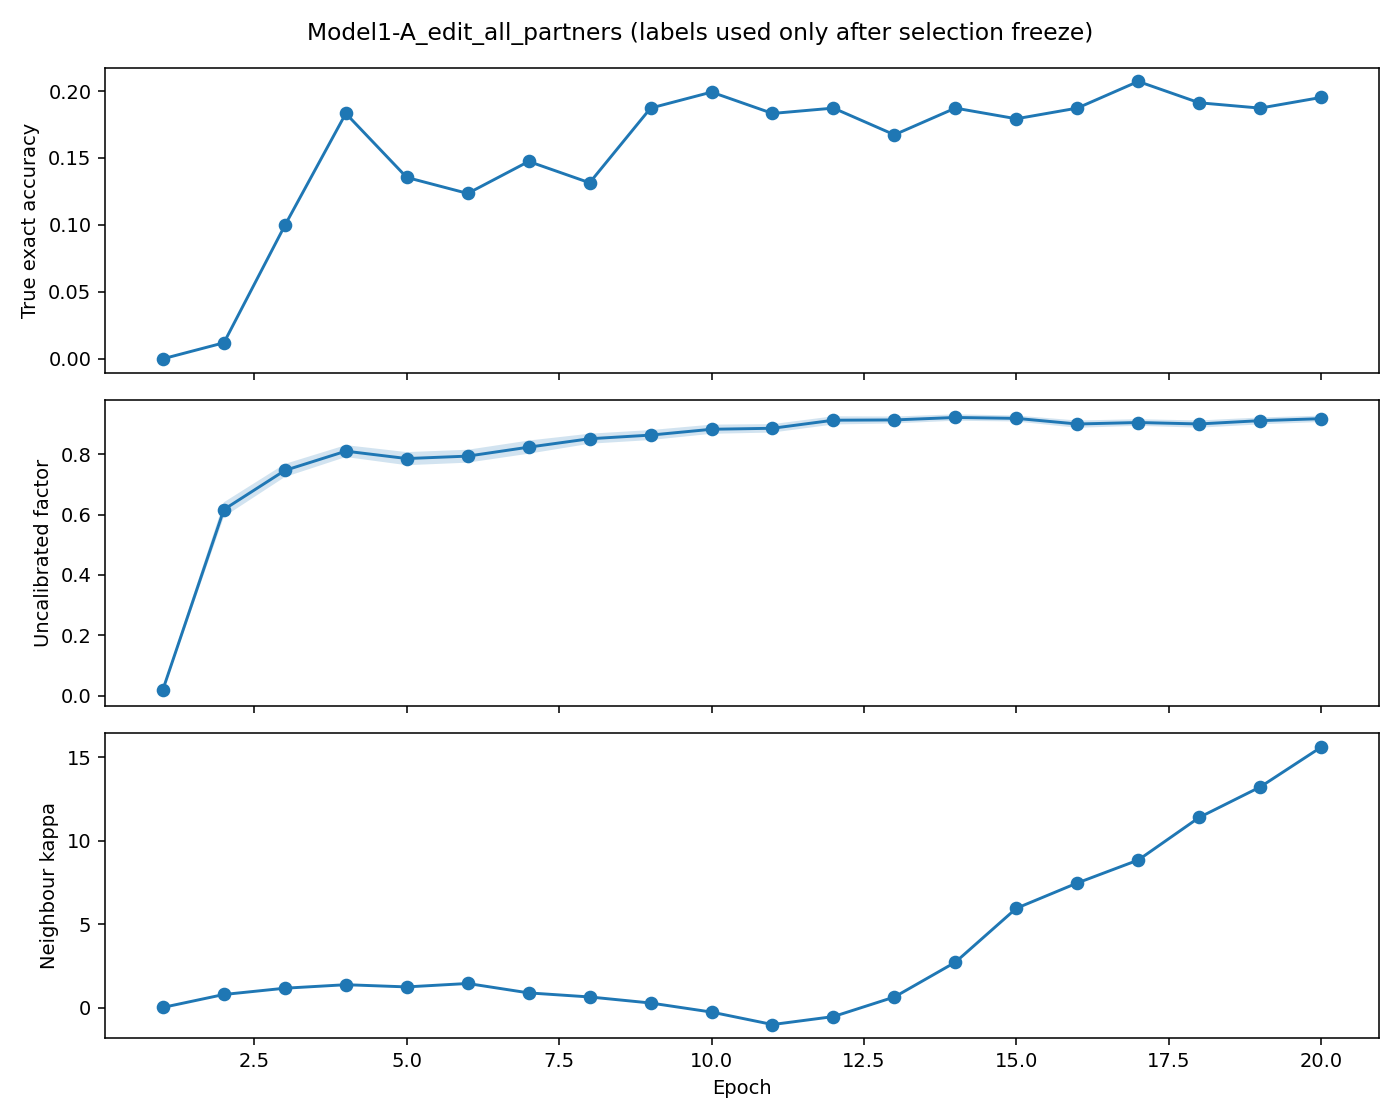 Model1-A_edit_all_partners (labels used only after selection freeze)
True exact accuracy
0.20
0.15
0.10
0.05
0.00
Uncalibrated factor
0.8
0.6
0.4
0.2
0.0
Neighbour kappa
15
10
5
0
2.5 5.0 7.5 10.0 12.5 15.0 17.5 20.0
Epoch